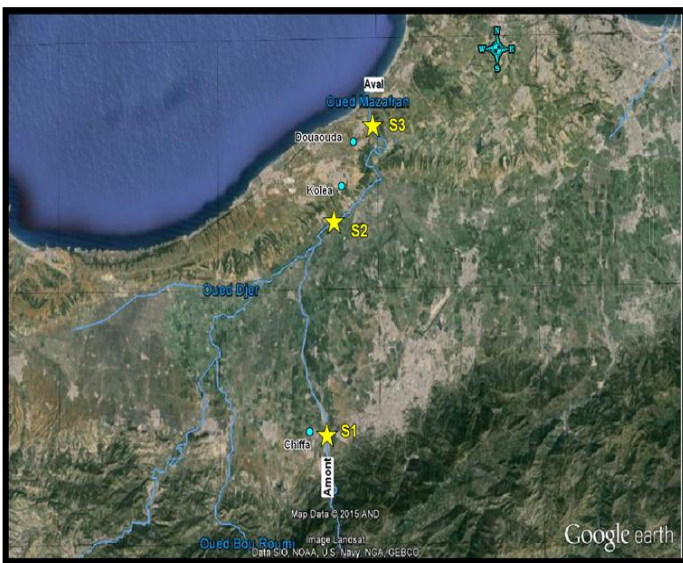 N
W E
S
Aval
Oued Mazafran
S3
Douaouda
Koléa
S2
Oued Djer
S1
Chiffa
Amont
Map Data © 2015 AND
Image Landsat
Oued Bou Roumi
Data SIO, NOAA, U.S. Navy, NGA, GEBCO
Google earth